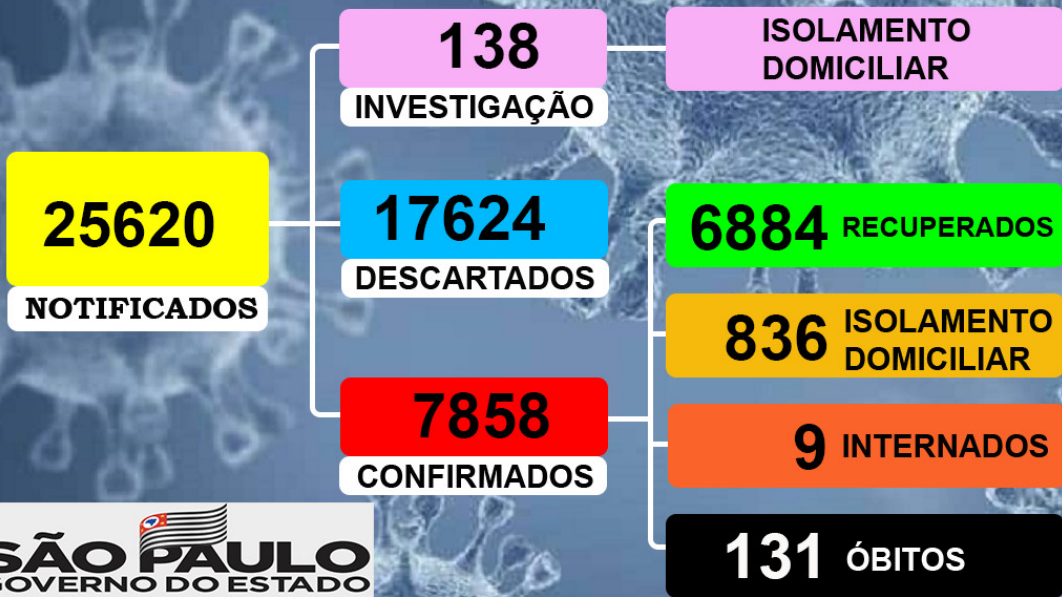 138
INVESTIGAÇÃO
ISOLAMENTO
DOMICILIAR
25620
NOTIFICADOS
17624
DESCARTADOS
7858
CONFIRMADOS
6884 RECUPERADOS
836 ISOLAMENTO
DOMICILIAR
9 INTERNADOS
131 ÓBITOS
SÃO PAULO
GOVERNO DO ESTADO